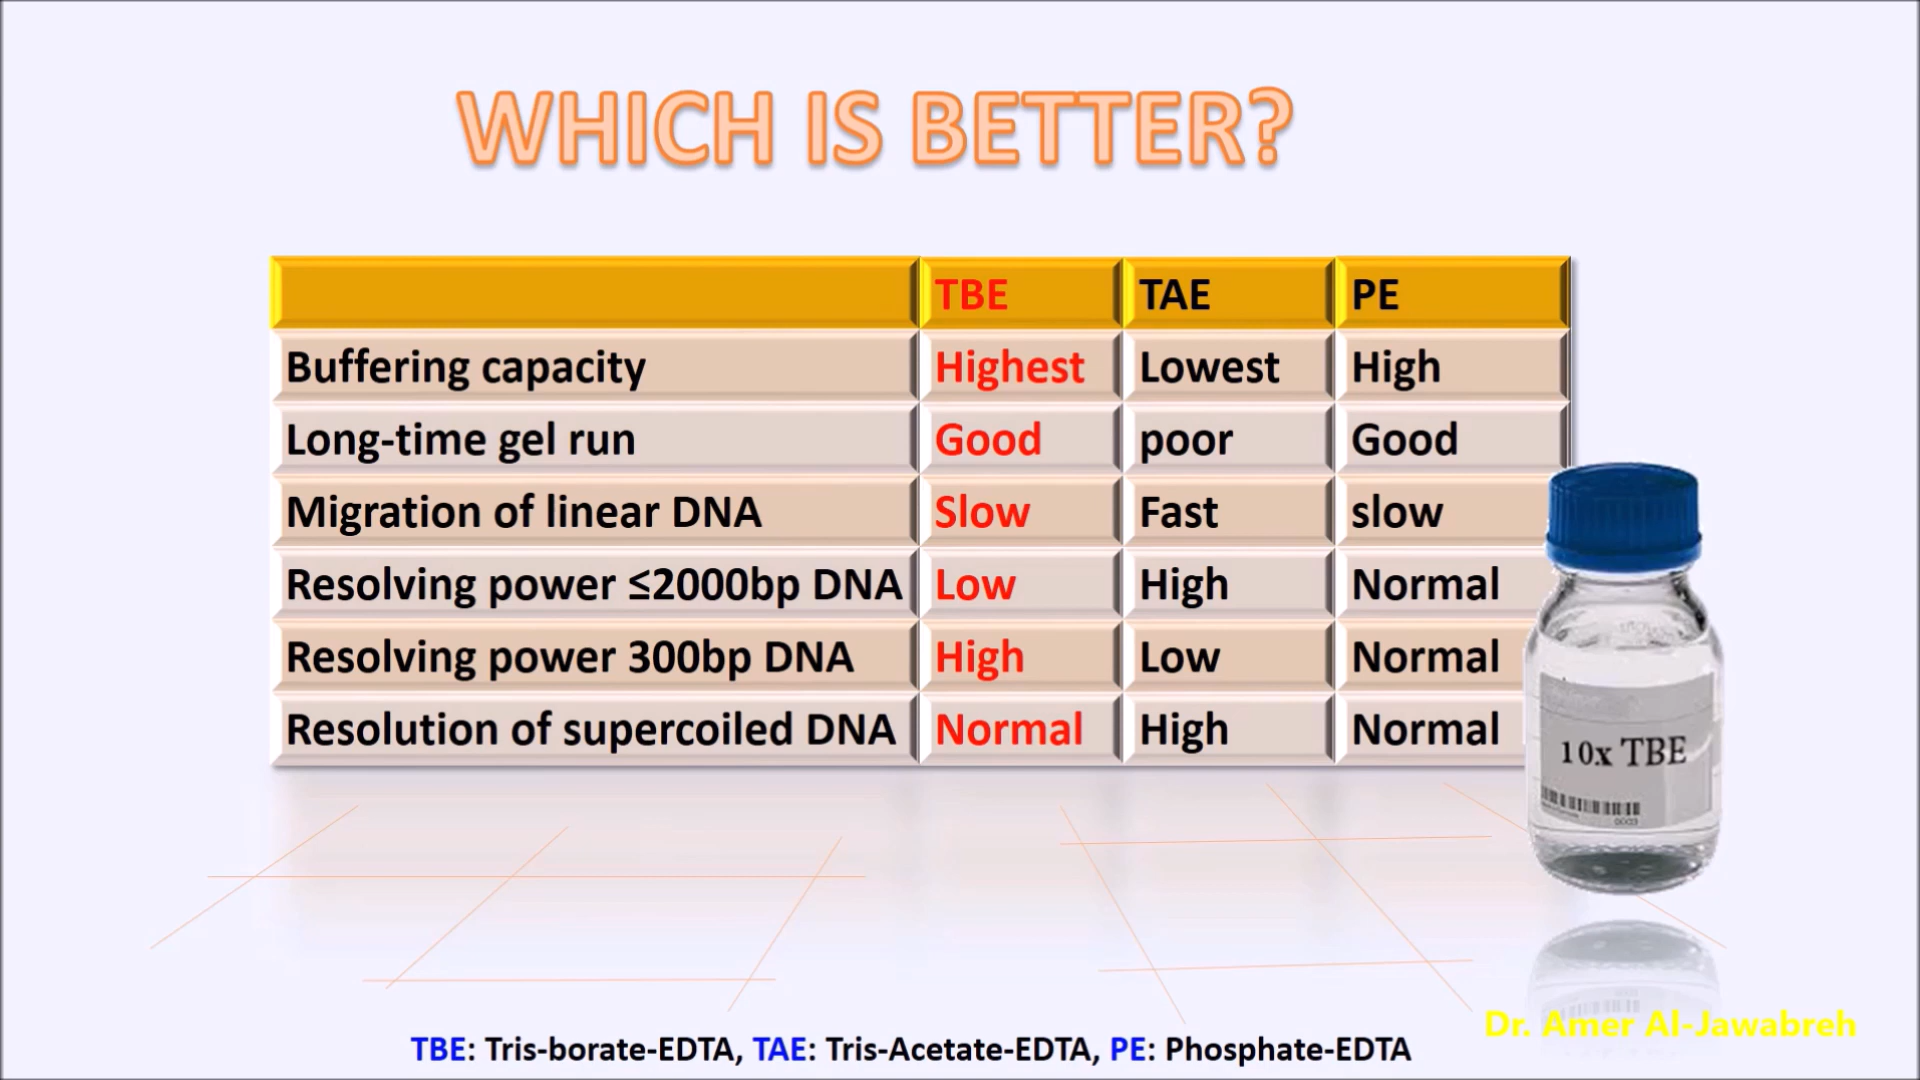 WHICH IS BETTER?
TBE TAE PE
Buffering capacity Highest Lowest High
Long-time gel run Good poor Good
Migration of linear DNA Slow Fast slow
Resolving power ≤2000bp DNA Low High Normal
Resolving power 300bp DNA High Low Normal
Resolution of supercoiled DNA Normal High Normal
10x TBE
0003
Dr. Amer Al-Jawabreh
TBE: Tris-borate-EDTA, TAE: Tris-Acetate-EDTA, PE: Phosphate-EDTA